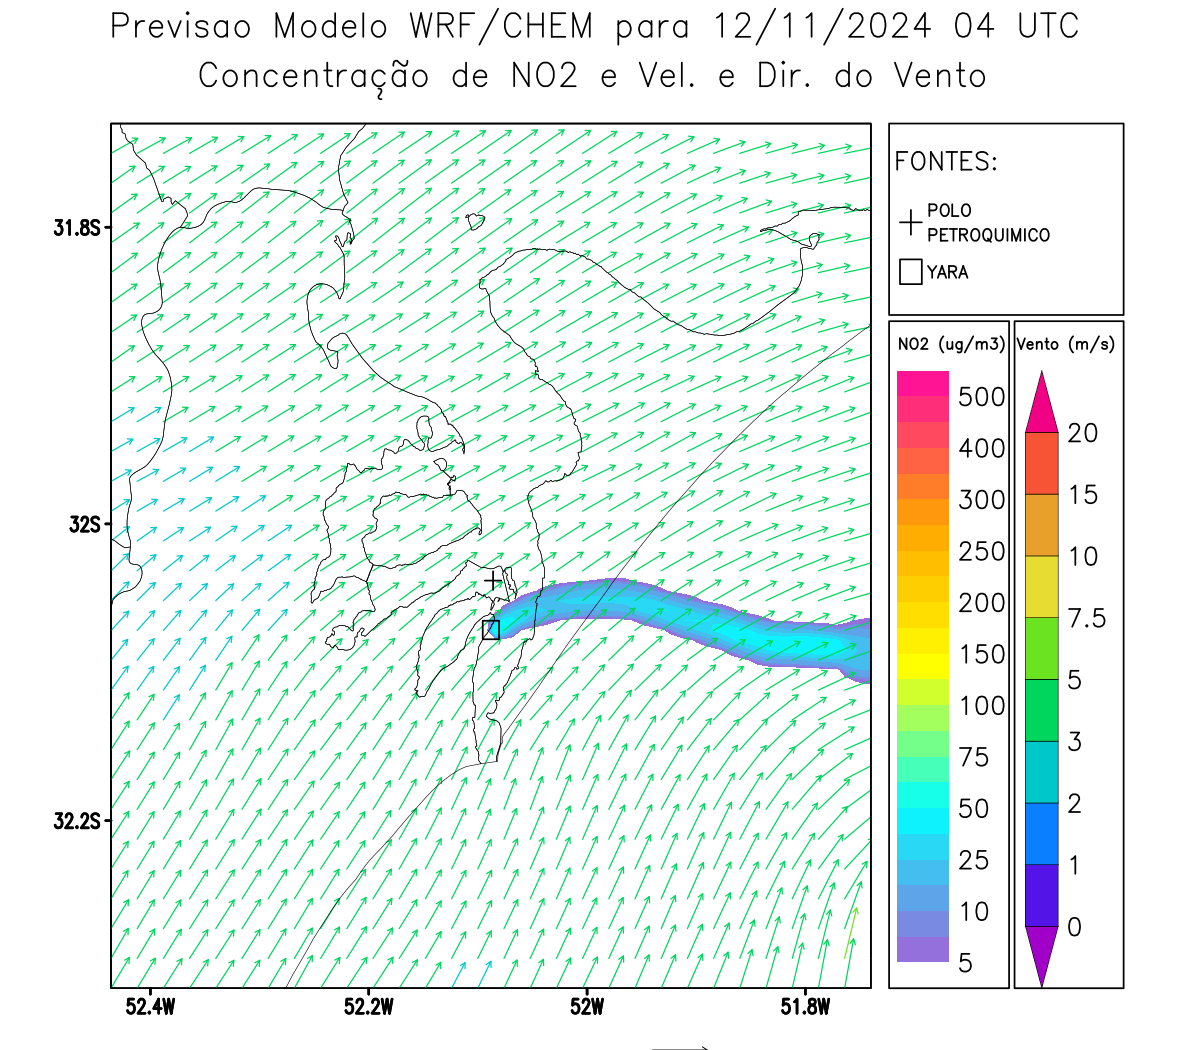 Previsao Modelo WRF/CHEM para 12/11/2024 04 UTC
Concentração de NO2 e Vel. e Dir. do Vento
FONTES:
POLO
PETROQUIMICO
YARA
NO2 (ug/m3)
500
400
300
250
200
150
100
75
50
25
10
5
Vento (m/s)
20
15
10
7.5
5
3
2
1
0
31.8S
32S
32.2S
52.4W
52.2W
52W
51.8W